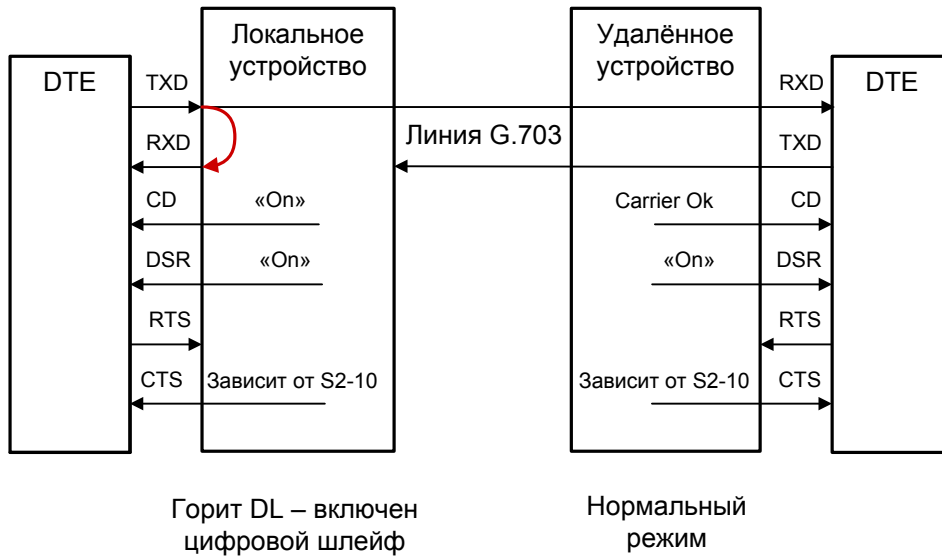 Локальное
устройство
Удалённое
устройство
DTE
TXD
RXD
DTE
RXD
Линия G.703
TXD
CD
«On»
Carrier Ok
CD
DSR
«On»
«On»
DSR
RTS
RTS
CTS
Зависит от S2-10
Зависит от S2-10
CTS
Горит DL – включен
цифровой шлейф
Нормальный
режим